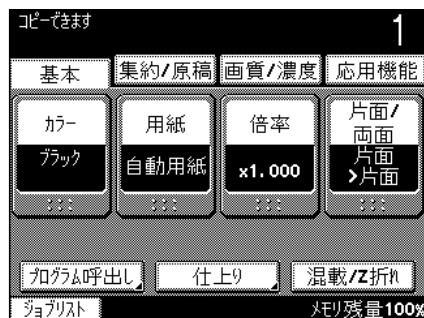 コピーできます
1
基本 集約/原稿 画質/濃度 応用機能
カラー 用紙 倍率 片面/
両面
ブラック 自動用紙 x1.000 片面
>片面
プログラム呼出し 仕上り 混載/Z折れ
ジョブリスト メモリ残量100%